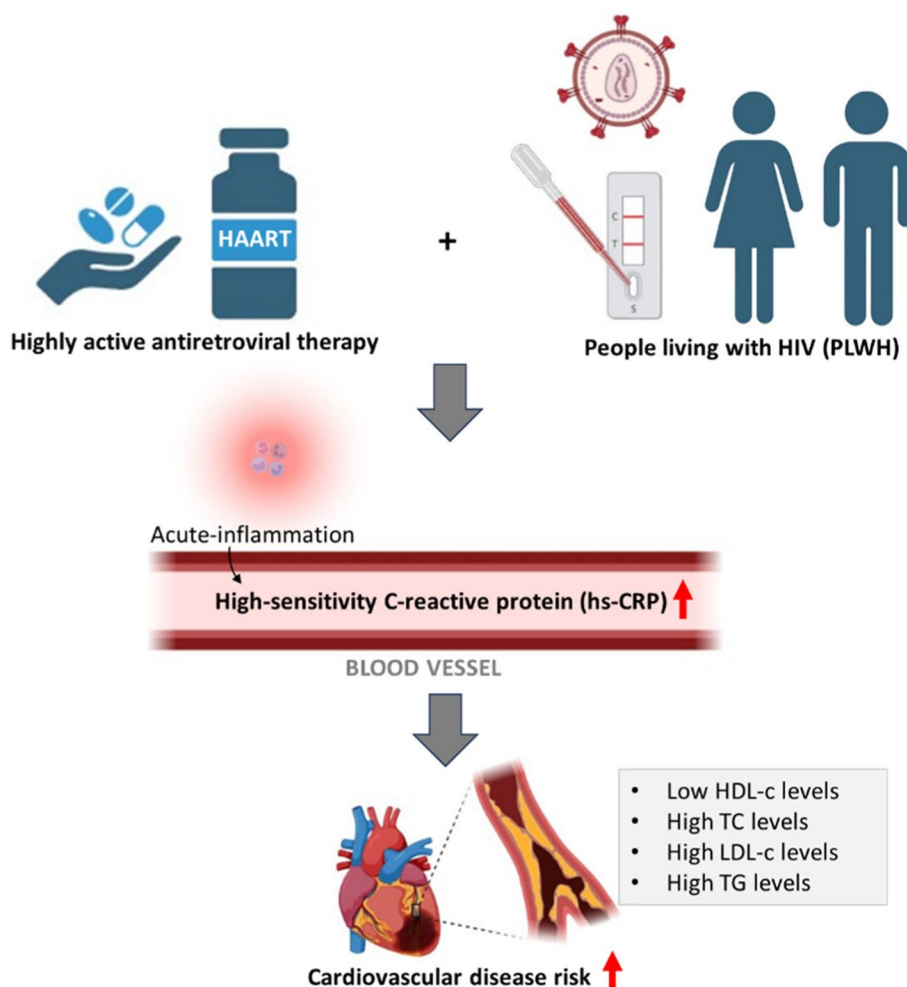 HAART
+
C
T
S
Highly active antiretroviral therapy
People living with HIV (PLWH)
Acute-inflammation
High-sensitivity C-reactive protein (hs-CRP)
BLOOD VESSEL
• Low HDL-c levels
• High TC levels
• High LDL-c levels
• High TG levels
Cardiovascular disease risk